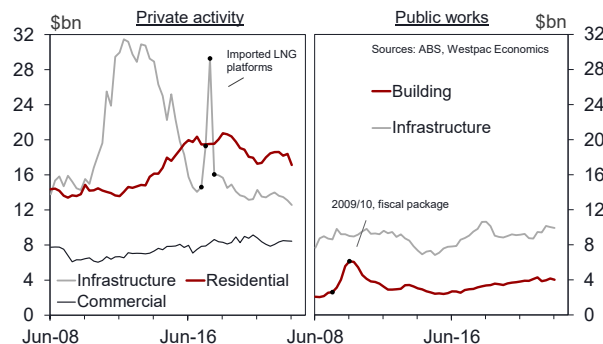 Private activity
Public works
$bn
$bn
32
28
24
20
16
12
8
4
0
Imported LNG
platforms
Infrastructure
Residential
Commercial
Jun-08
Jun-16
Sources: ABS, Westpac Economics
Building
Infrastructure
2009/10, fiscal package
32
28
24
20
16
12
8
4
0
Jun-08
Jun-16